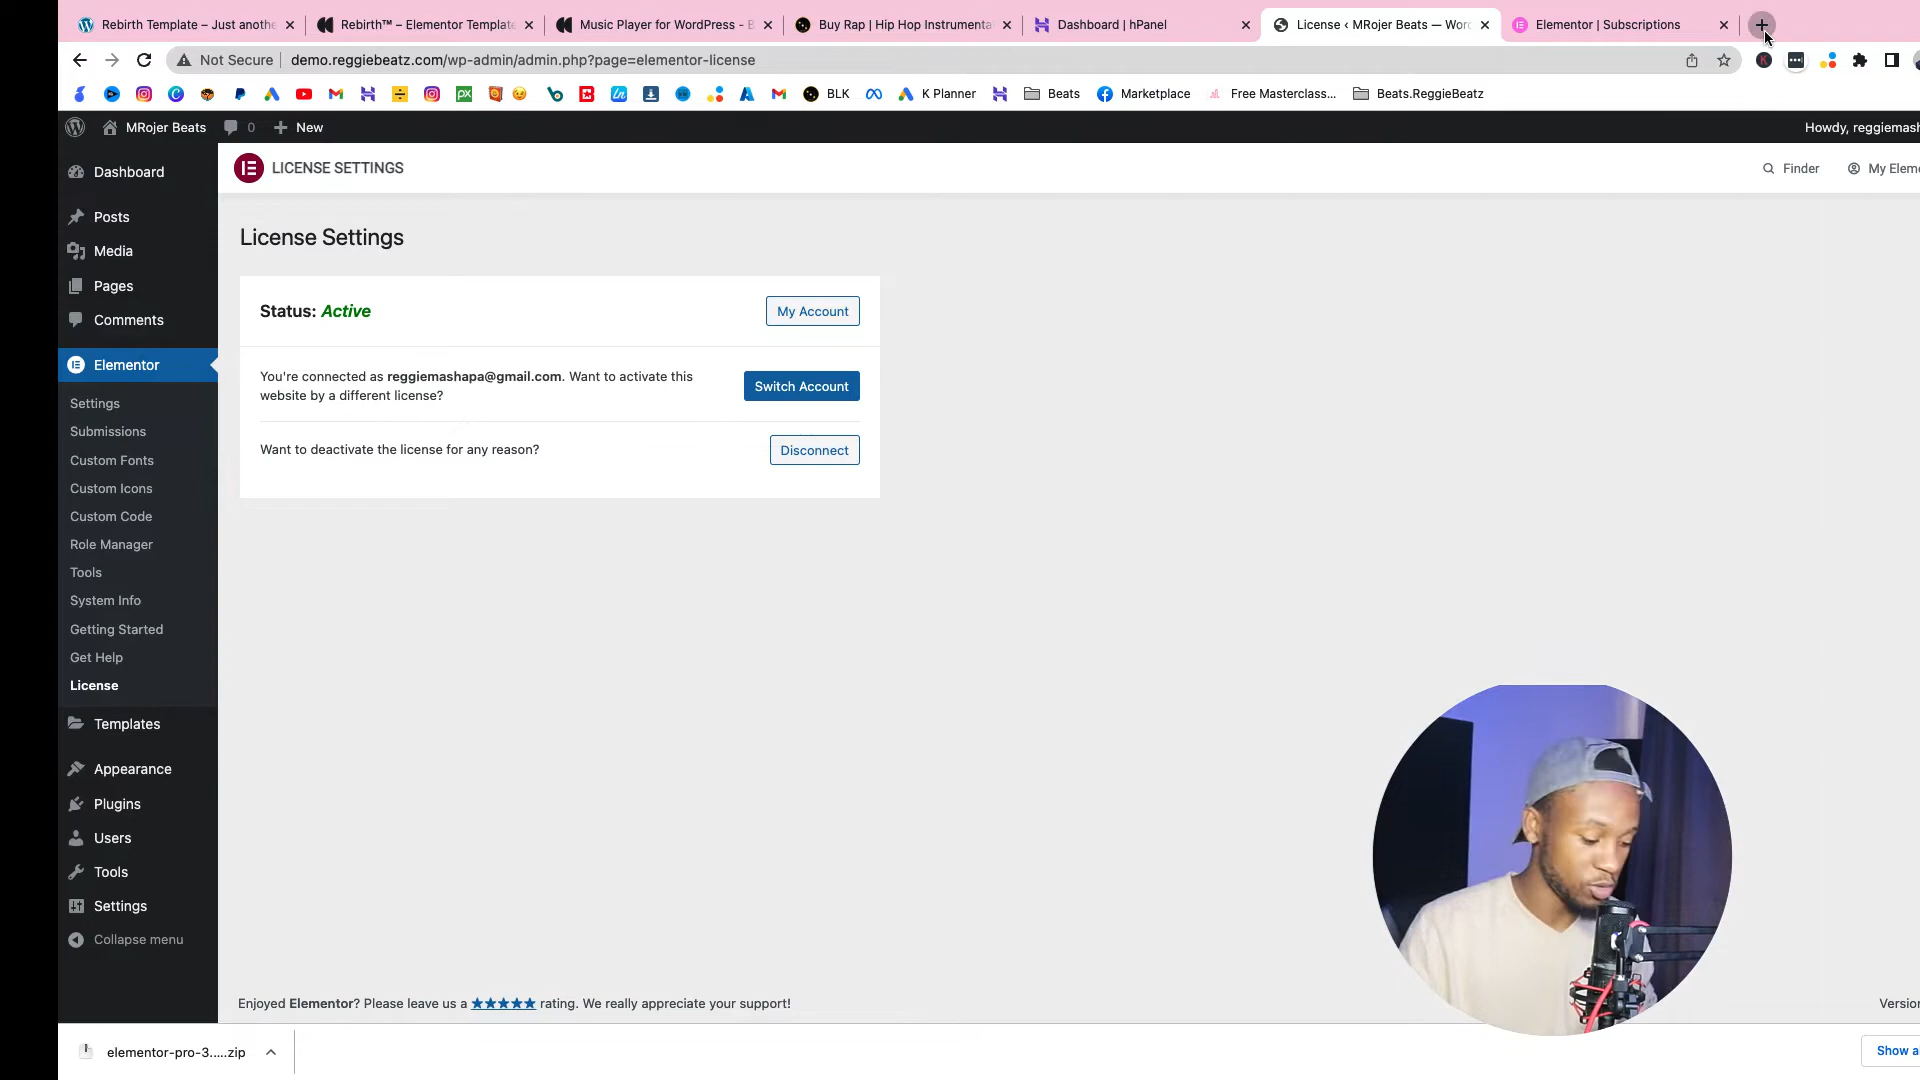 Rebirth Template – Just anothe
Rebirth™ – Elementor Template
Music Player for WordPress - B
Buy Rap | Hip Hop Instrumenta
Dashboard | hPanel
License ‹ MRojer Beats — Worc
Elementor | Subscriptions
Not Secure
demo.reggiebeatz.com/wp-admin/admin.php?page=elementor-license
BLK
K Planner
Beats
Marketplace
Free Masterclass...
Beats.ReggieBeatz
MRojer Beats
0
New
Howdy, reggiemash
Dashboard
Posts
Media
Pages
Comments
Elementor
Settings
Submissions
Custom Fonts
Custom Icons
Custom Code
Role Manager
Tools
System Info
Getting Started
Get Help
License
Templates
Appearance
Plugins
Users
Tools
Settings
Collapse menu
LICENSE SETTINGS
Finder
My Eleme
License Settings
Status: Active
My Account
You're connected as reggiemashapa@gmail.com. Want to activate this
website by a different license?
Switch Account
Want to deactivate the license for any reason?
Disconnect
Enjoyed Elementor? Please leave us a ★★★★★ rating. We really appreciate your support!
Version
elementor-pro-3.....zip
Show a